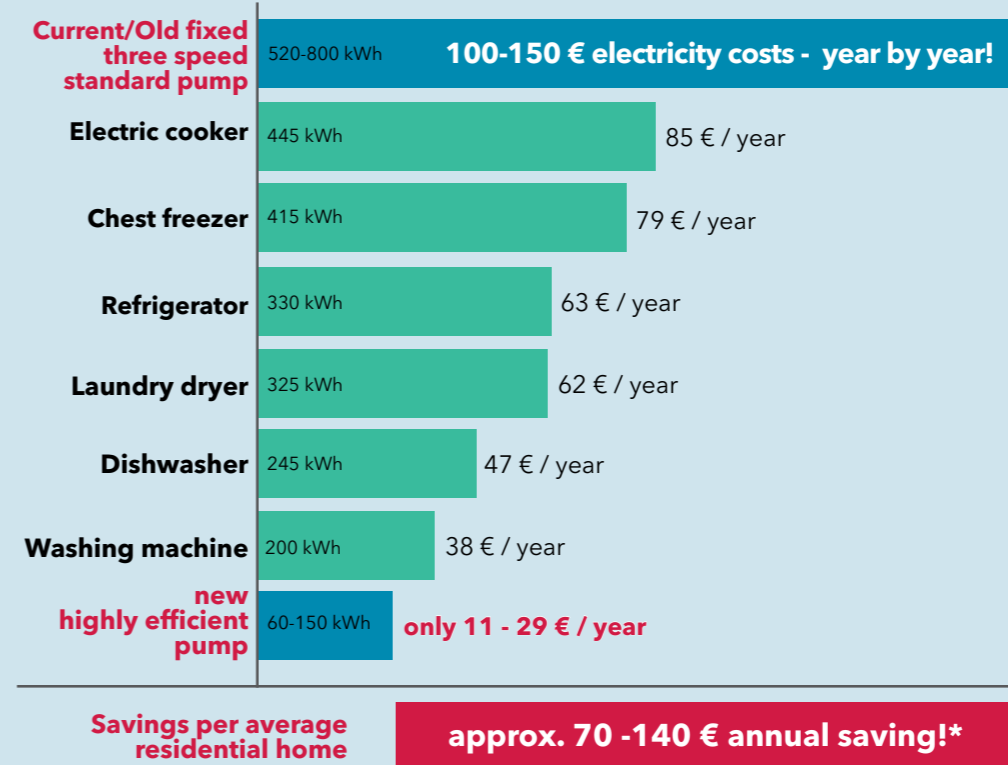 Current/Old fixed
three speed
standard pump
520-800 kWh
100-150 € electricity costs - year by year!
Electric cooker
445 kWh
85 € / year
Chest freezer
415 kWh
79 € / year
Refrigerator
330 kWh
63 € / year
Laundry dryer
325 kWh
62 € / year
Dishwasher
245 kWh
47 € / year
Washing machine
200 kWh
38 € / year
new
highly efficient
pump
60-150 kWh
only 11 - 29 € / year
Savings per average
residential home
approx. 70 -140 € annual saving!*